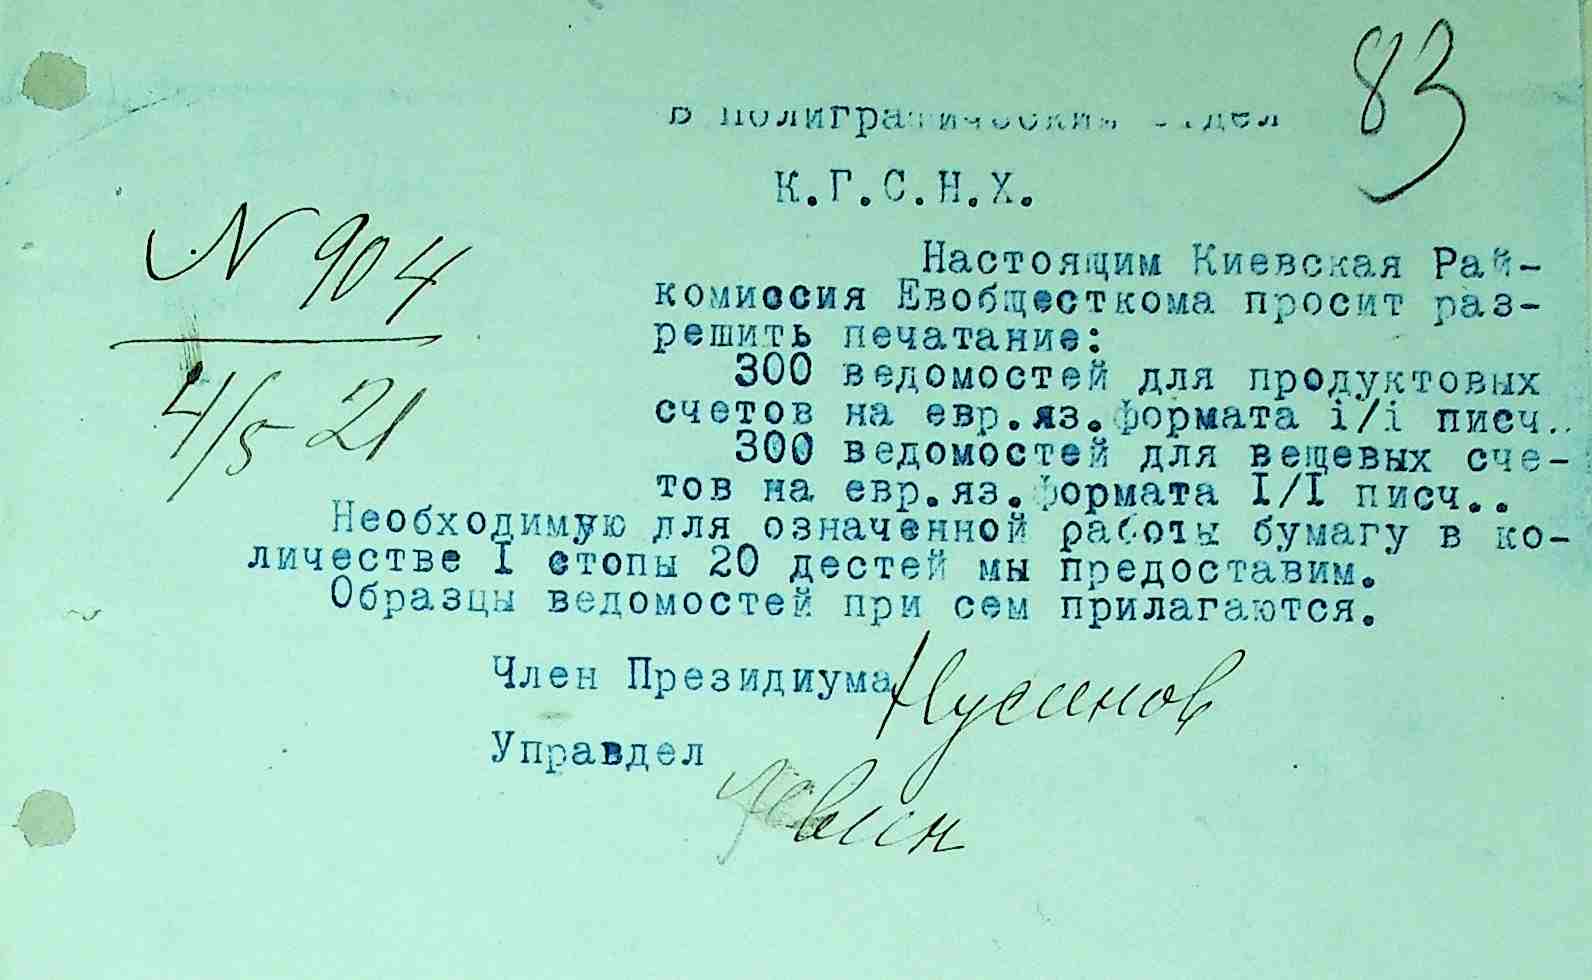 83
В полиграфический отдел
К.Г.С.Н.Х.
N 904
4/5 21
Настоящим Киевская Рай-
комиссия Евобщесткома просит раз-
решить печатание:
300 ведомостей для продуктовых
счетов на евр.яз.формата i/i писч..
300 ведомостей для вещевых сче-
тов на евр.яз.формата I/I писч..
Необходимую для означенной работы бумагу в ко-
личестве I стопы 20 дестей мы предоставим.
Образцы ведомостей при сем прилагаются.
Член Президиума Нусинов
Управдел
Левин